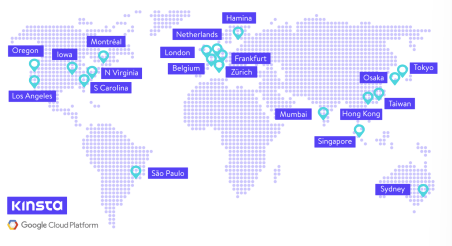 Hamina
Netherlands
Montréal
Oregon
Iowa
London
Frankfurt
Belgium
Zürich
N Virginia
S Carolina
Los Angeles
Tokyo
Osaka
Taiwan
Mumbai
Hong Kong
Singapore
São Paulo
Sydney
KINSTA
Google Cloud Platform